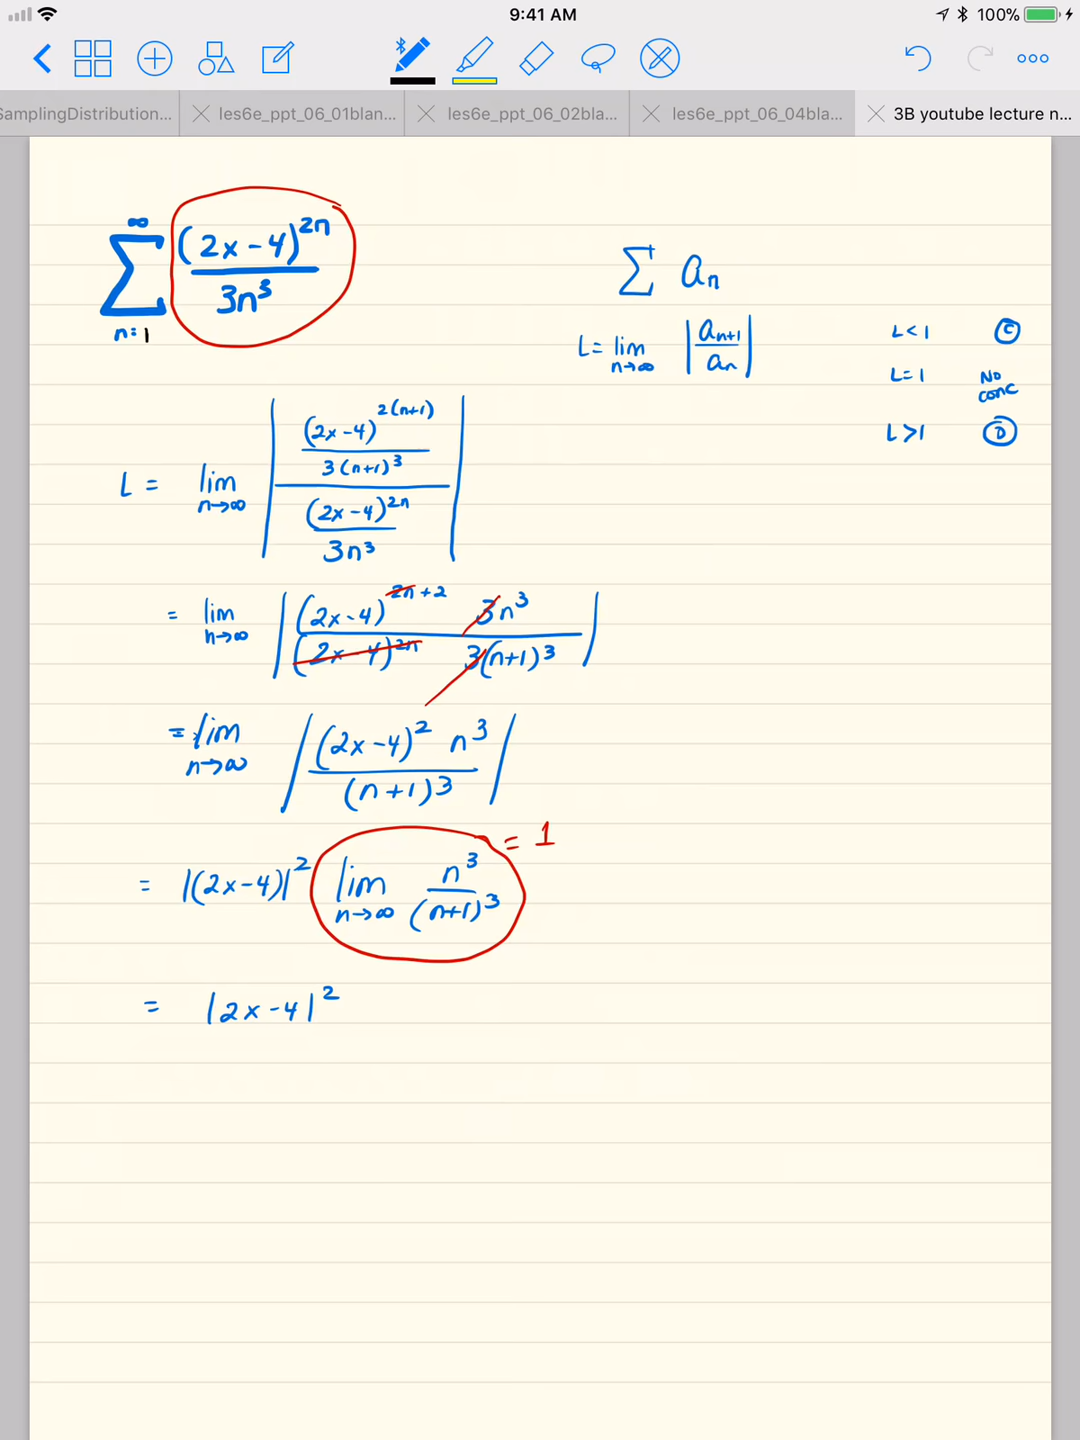 9:41 AM
100%
SamplingDistribution...
les6e_ppt_06_01blan...
les6e_ppt_06_02bla...
les6e_ppt_06_04bla...
3B youtube lecture n...
∞
Σ (2x-4)^2n / 3n^3
n=1
Σ an
L= lim n→∞ |an+1 / an|
L<1 C
L=1 No conc
L>1 D
L = lim n→∞ | (2x-4)^2(n+1) / 3(n+1)^3 / (2x-4)^2n / 3n^3 |
= lim n→∞ | (2x-4)^2n+2 3n^3 / (2x-4)^2n 3(n+1)^3 |
= lim n→∞ | (2x-4)^2 n^3 / (n+1)^3 |
= |(2x-4)|^2 lim n→∞ n^3 / (n+1)^3 = 1
= |2x-4|^2